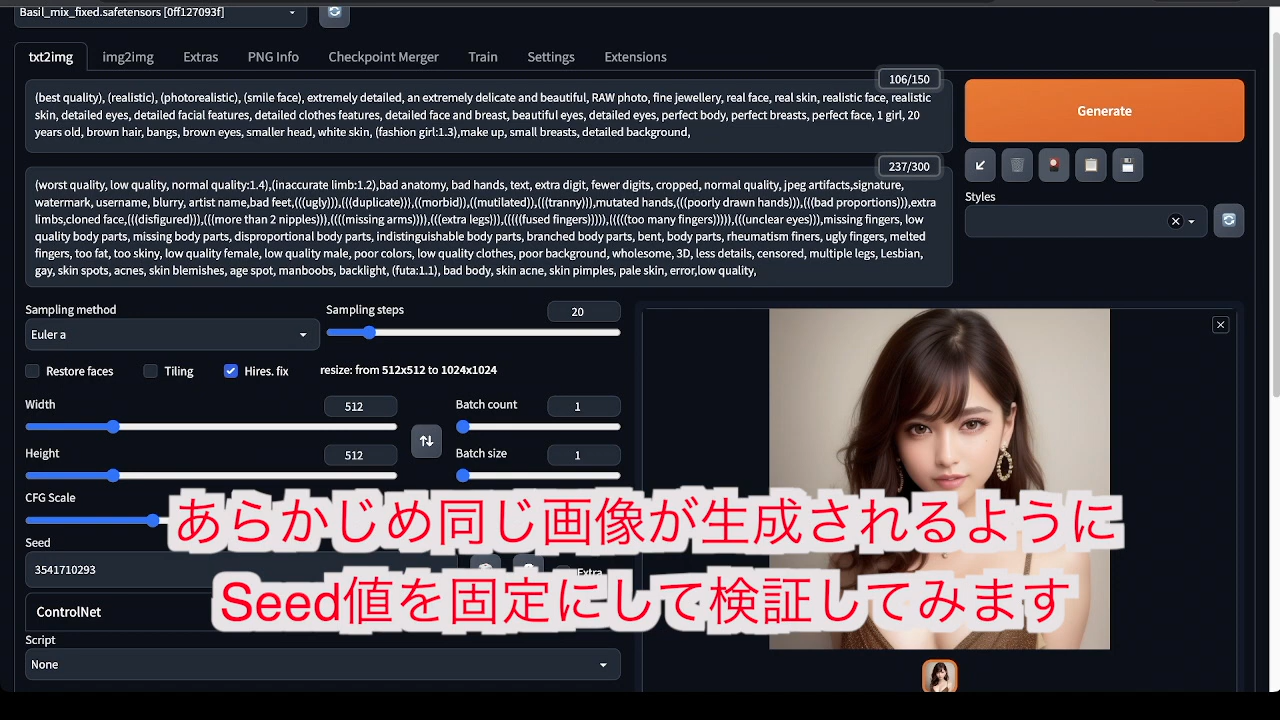 Basil_mix_fixed.safetensors [0ff127093f]
txt2img
img2img
Extras
PNG Info
Checkpoint Merger
Train
Settings
Extensions
106/150
(best quality), (realistic), (photorealistic), (smile face), extremely detailed, an extremely delicate and beautiful, RAW photo, fine jewellery, real face, real skin, realistic face, realistic
skin, detailed eyes, detailed facial features, detailed clothes features, detailed face and breast, beautiful eyes, detailed eyes, perfect body, perfect breasts, perfect face, 1 girl, 20
years old, brown hair, bangs, brown eyes, smaller head, white skin, (fashion girl:1.3),make up, small breasts, detailed background,
Generate
237/300
(worst quality, low quality, normal quality:1.4),(inaccurate limb:1.2),bad anatomy, bad hands, text, extra digit, fewer digits, cropped, normal quality, jpeg artifacts,signature,
watermark, username, blurry, artist name,bad feet,(((ugly))),(((duplicate))),((morbid)),((mutilated)),(((tranny))),mutated hands,(((poorly drawn hands))),(((bad proportions))),extra
limbs,cloned face,(((disfigured))),(((more than 2 nipples))),((((missing arms)))),(((extra legs))),(((((fused fingers))))),(((((too many fingers))))),(((unclear eyes))),missing fingers, low
quality body parts, missing body parts, disproportional body parts, indistinguishable body parts, branched body parts, bent, body parts, rheumatism finers, ugly fingers, melted
fingers, too fat, too skiny, low quality female, low quality male, poor colors, low quality clothes, poor background, wholesome, 3D, less details, censored, multiple legs, Lesbian,
gay, skin spots, acnes, skin blemishes, age spot, manboobs, backlight, (futa:1.1), bad body, skin acne, skin pimples, pale skin, error,low quality,
Styles
Sampling method
Euler a
Sampling steps
20
Restore faces
Tiling
Hires. fix
resize: from 512x512 to 1024x1024
Width
512
Batch count
1
Height
512
Batch size
1
CFG Scale
あらかじめ同じ画像が生成されるように
Seed
3541710293
Extra
Seed値を固定にして検証してみます
ControlNet
Script
None